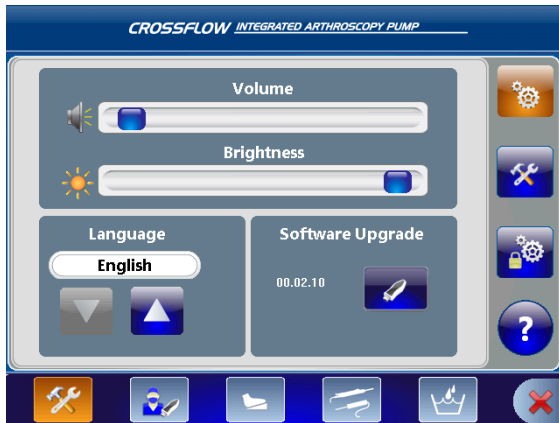 CROSSFLOW INTEGRATED ARTHROSCOPY PUMP
Volume
Brightness
Language
English
Software Upgrade
00.02.10
?